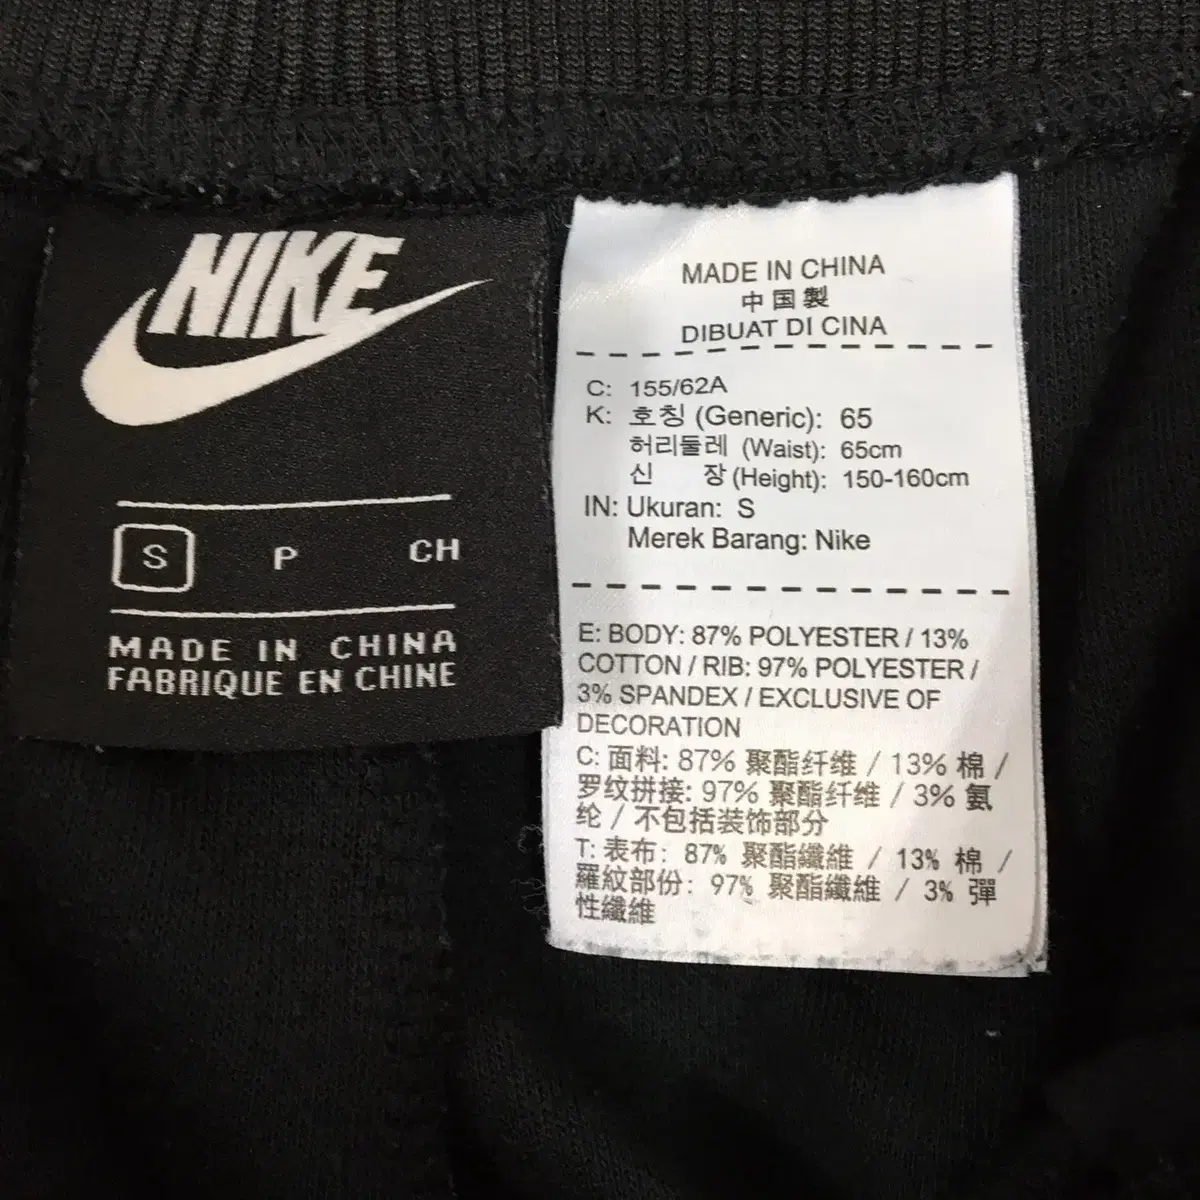 NIKE
S P CH
MADE IN CHINA
FABRIQUE EN CHINE
MADE IN CHINA
中国製
DIBUAT DI CINA
C: 155/62A
K: 호칭 (Generic): 65
허리둘레 (Waist): 65cm
신 장 (Height): 150-160cm
IN: Ukuran: S
Merek Barang: Nike
E: BODY: 87% POLYESTER / 13%
COTTON / RIB: 97% POLYESTER /
3% SPANDEX / EXCLUSIVE OF
DECORATION
C: 面料: 87% 聚酯纤维 / 13% 棉 /
罗纹拼接: 97% 聚酯纤维 / 3% 氨
纶 / 不包括装饰部分
T: 表布: 87% 聚酯纖維 / 13% 棉 /
羅紋部份: 97% 聚酯纖維 / 3% 彈
性纖維